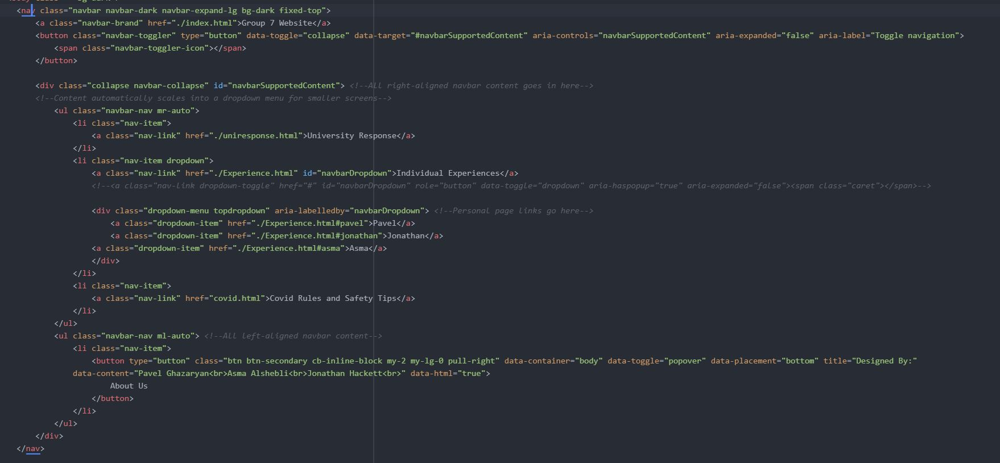 <nav class="navbar navbar-dark navbar-expand-lg bg-dark fixed-top">
<a class="navbar-brand" href="./index.html">Group 7 Website</a>
<button class="navbar-toggler" type="button" data-toggle="collapse" data-target="#navbarSupportedContent" aria-controls="navbarSupportedContent" aria-expanded="false" aria-label="Toggle navigation">
<span class="navbar-toggler-icon"></span>
</button>
<div class="collapse navbar-collapse" id="navbarSupportedContent"> <!--All right-aligned navbar content goes in here-->
<!--Content automatically scales into a dropdown menu for smaller screens-->
<ul class="navbar-nav mr-auto">
<li class="nav-item">
<a class="nav-link" href="./uniresponse.html">University Response</a>
</li>
<li class="nav-item dropdown">
<a class="nav-link" href="./Experience.html" id="navbarDropdown">Individual Experiences</a>
<!--<a class="nav-link dropdown-toggle" href="#" id="navbarDropdown" role="button" data-toggle="dropdown" aria-haspopup="true" aria-expanded="false"><span class="caret"></span>-->
<div class="dropdown-menu topdropdown" aria-labelledby="navbarDropdown"> <!--Personal page links go here-->
<a class="dropdown-item" href="./Experience.html#pavel">Pavel</a>
<a class="dropdown-item" href="./Experience.html#jonathan">Jonathan</a>
<a class="dropdown-item" href="./Experience.html#asma">Asma</a>
</div>
</li>
<li class="nav-item">
<a class="nav-link" href="covid.html">Covid Rules and Safety Tips</a>
</li>
</ul>
<ul class="navbar-nav ml-auto"> <!--All left-aligned navbar content-->
<li class="nav-item">
<button type="button" class="btn btn-secondary cb-inline-block my-2 my-lg-0 pull-right" data-container="body" data-toggle="popover" data-placement="bottom" title="Designed By:"
data-content="Pavel Ghazaryan<br>Asma Alshebli<br>Jonathan Hackett<br>" data-html="true">
About Us
</button>
</li>
</ul>
</div>
</nav>